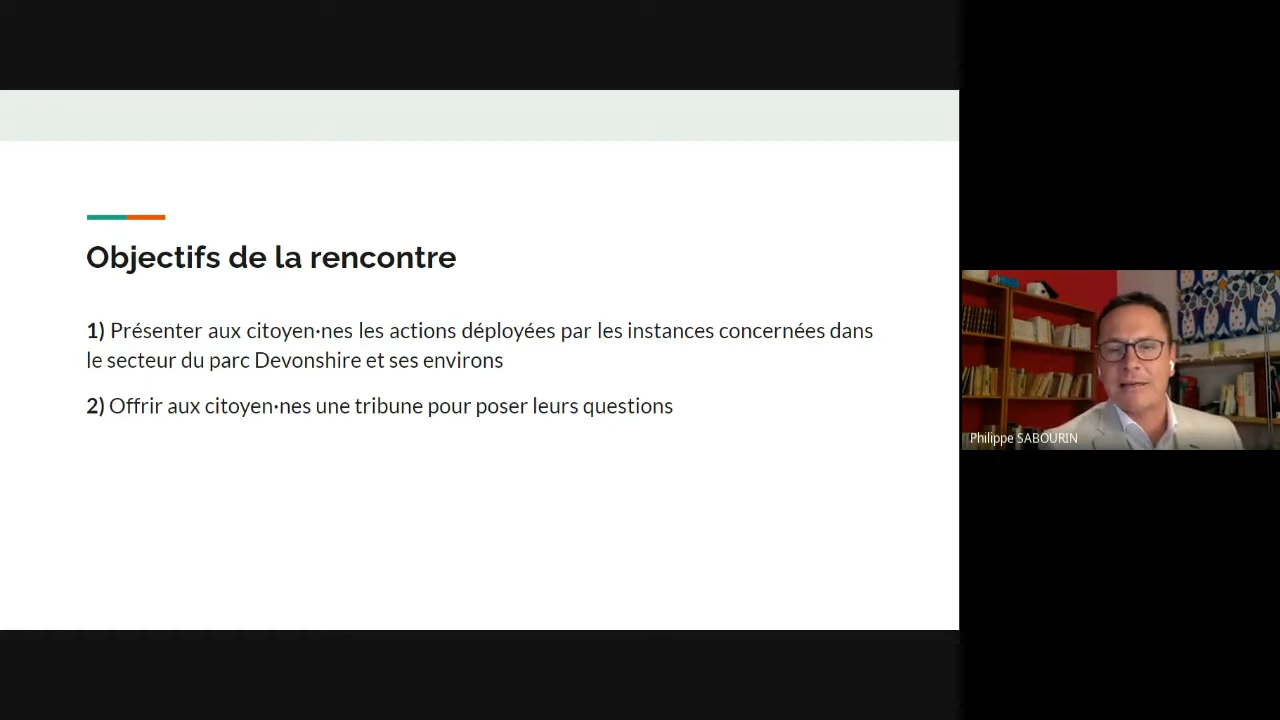 Objectifs de la rencontre
1) Présenter aux citoyen·nes les actions déployées par les instances concernées dans
le secteur du parc Devonshire et ses environs
2) Offrir aux citoyen·nes une tribune pour poser leurs questions
Philippe SABOURIN